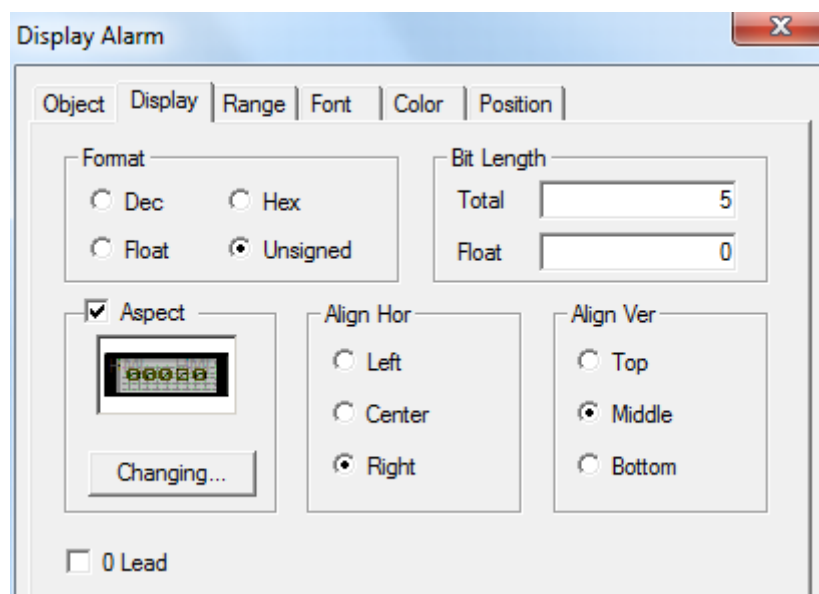 Display Alarm
Object Display Range Font Color Position
Format
Dec Hex
Float Unsigned
Bit Length
Total 5
Float 0
Aspect
Changing...
Align Hor
Left
Center
Right
Align Ver
Top
Middle
Bottom
0 Lead